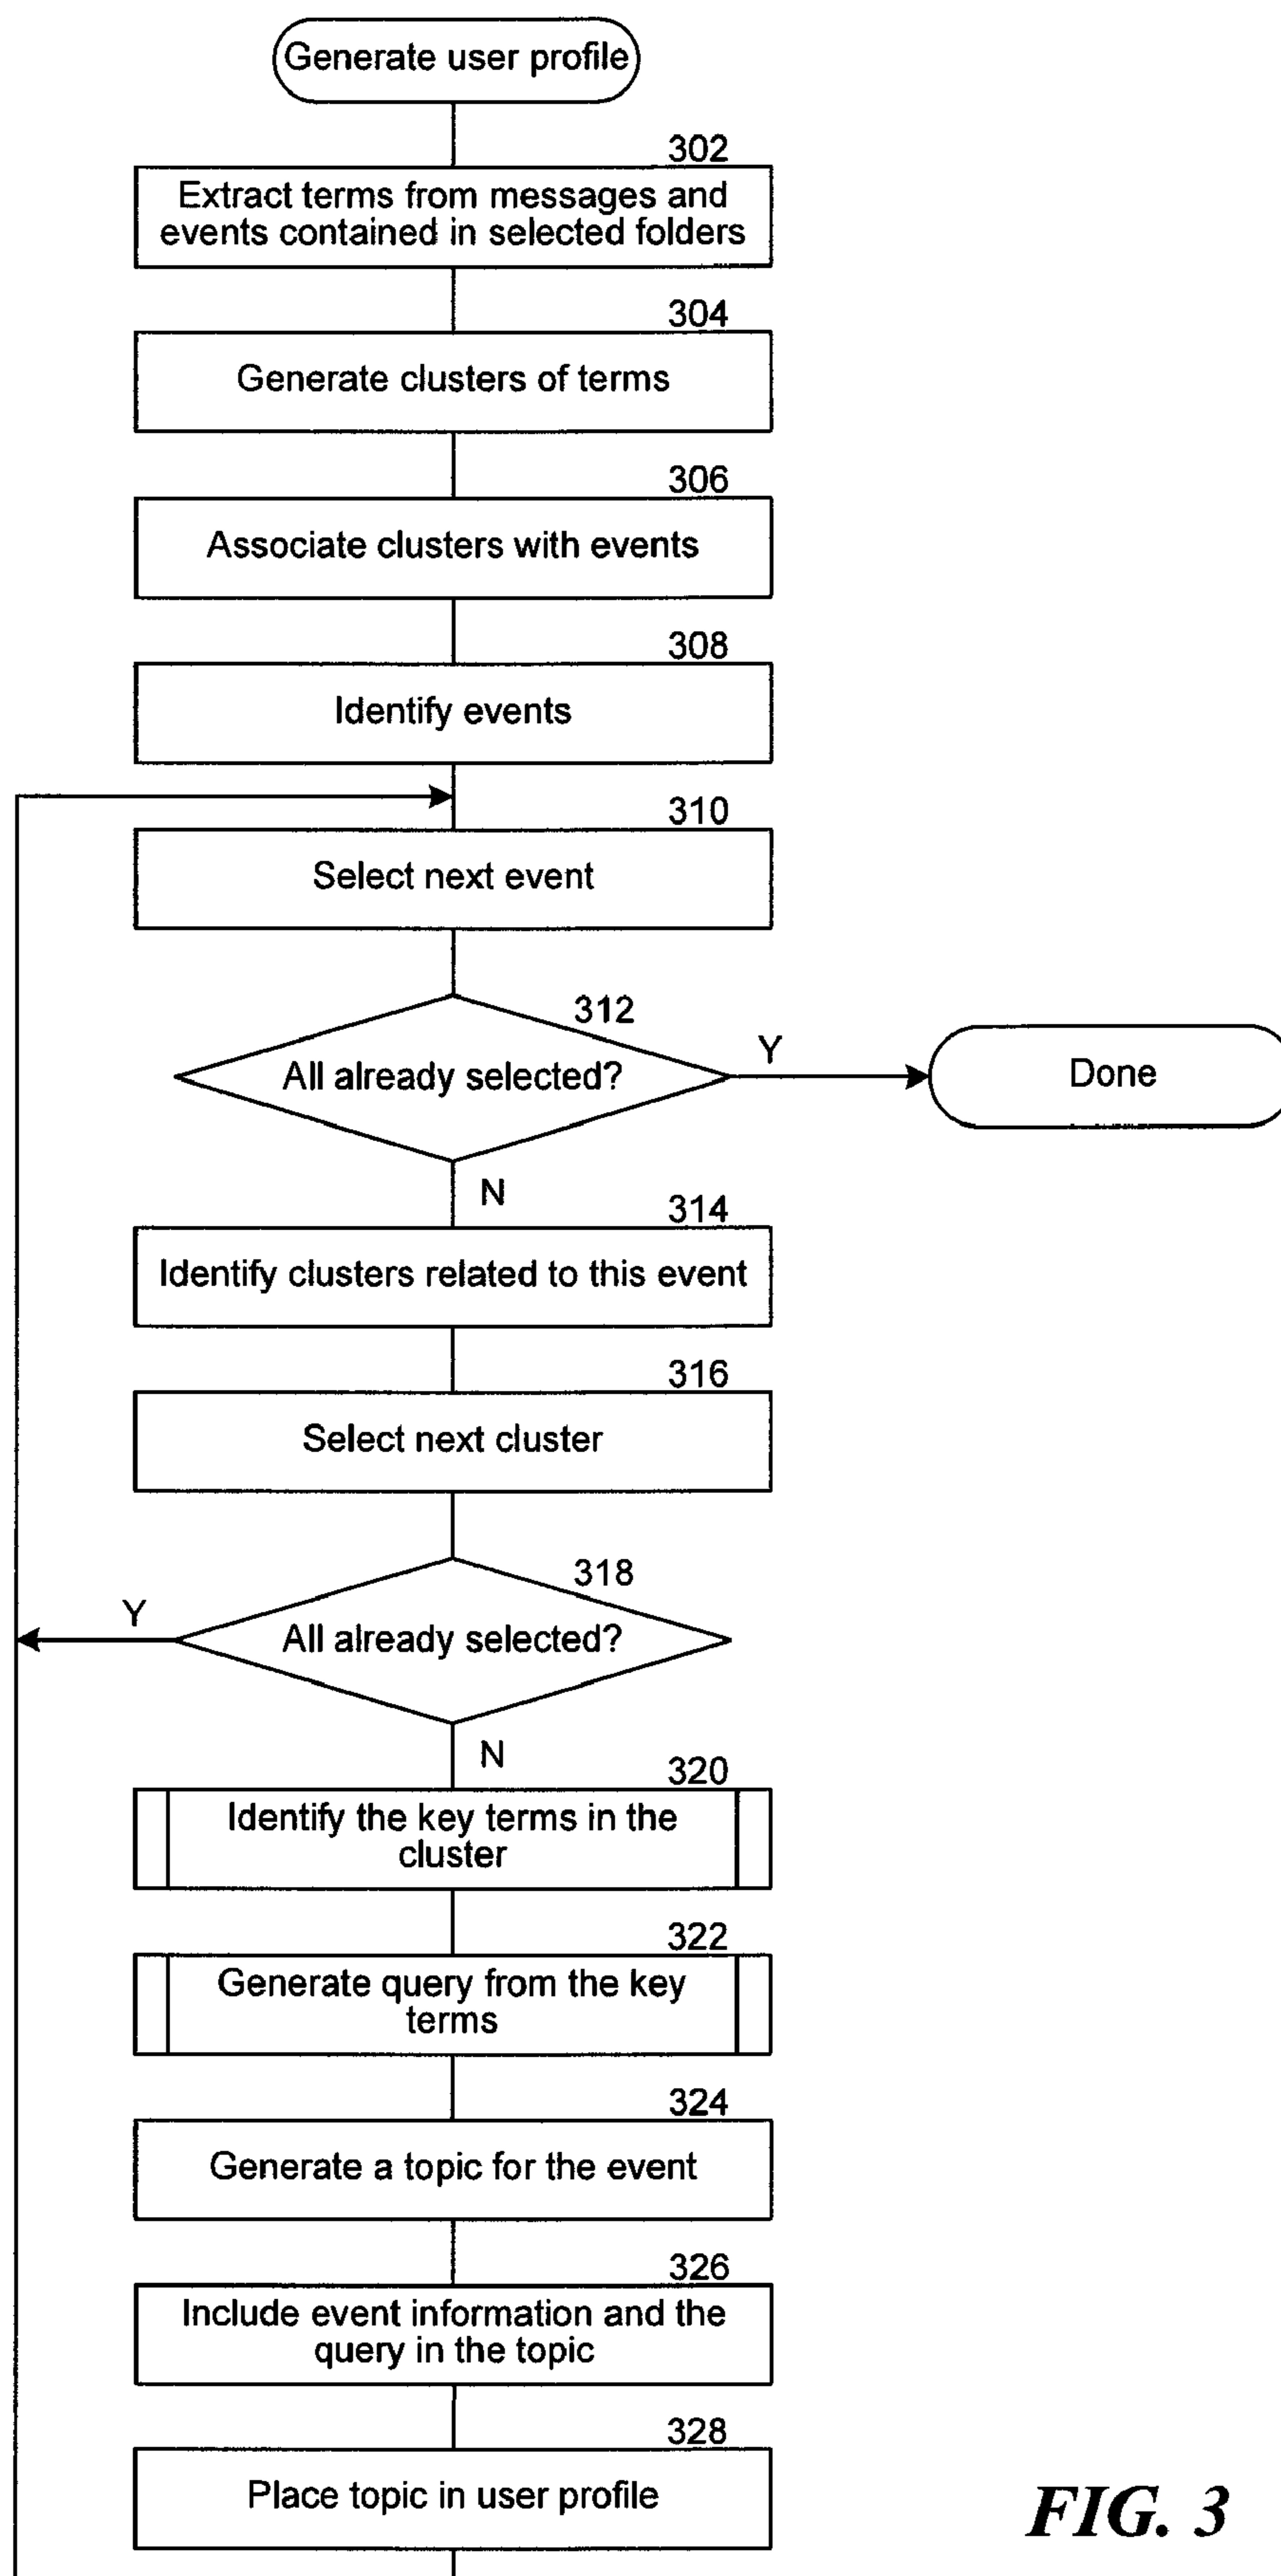 Generate user profile
302
Extract terms from messages and
events contained in selected folders
304
Generate clusters of terms
306
Associate clusters with events
308
Identify events
310
Select next event
312
All already selected?
Y
Done
N
314
Identify clusters related to this event
316
Select next cluster
318
Y
All already selected?
N
320
Identify the key terms in the
cluster
322
Generate query from the key
terms
324
Generate a topic for the event
326
Include event information and the
query in the topic
328
Place topic in user profile
FIG. 3